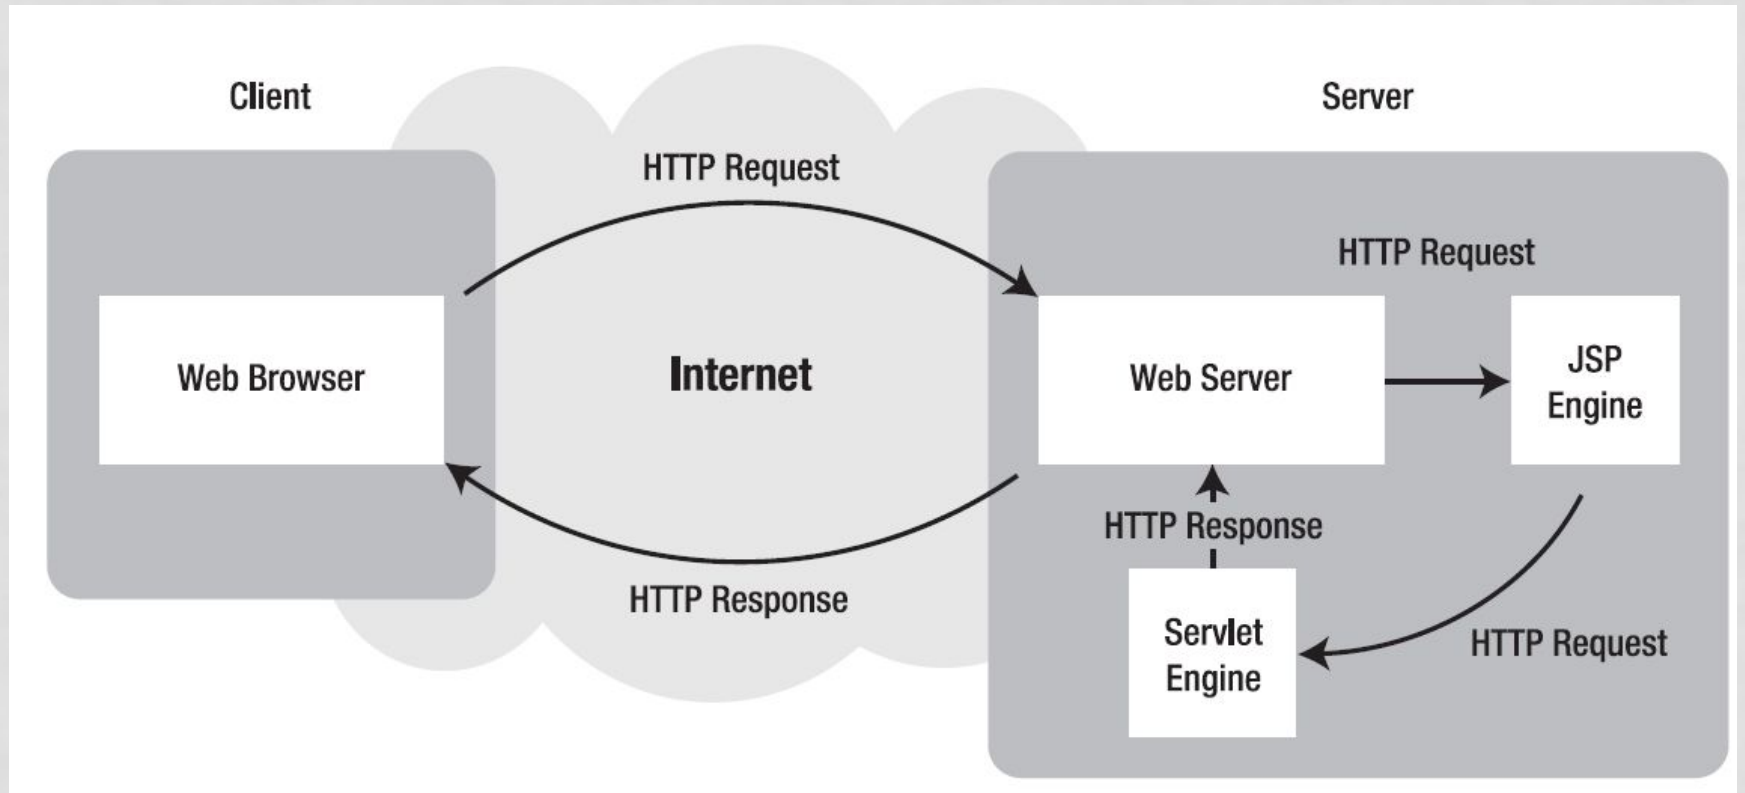 Client
Server
HTTP Request
HTTP Request
Web Browser
Internet
Web Server
JSP
Engine
HTTP Response
HTTP Response
Servlet
Engine
HTTP Request